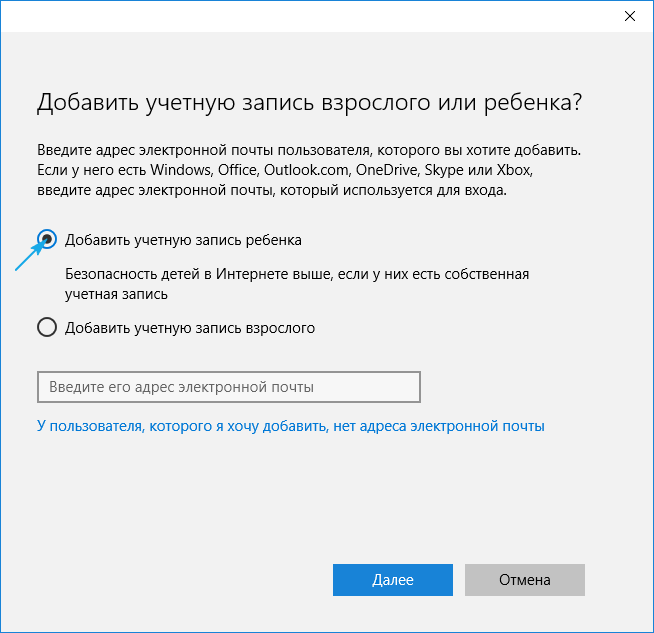 Добавить учетную запись взрослого или ребенка?
Введите адрес электронной почты пользователя, которого вы хотите добавить.
Если у него есть Windows, Office, Outlook.com, OneDrive, Skype или Xbox,
введите адрес электронной почты, который используется для входа.
Добавить учетную запись ребенка
Безопасность детей в Интернете выше, если у них есть собственная
учетная запись
Добавить учетную запись взрослого
Введите его адрес электронной почты
У пользователя, которого я хочу добавить, нет адреса электронной почты
Далее
Отмена